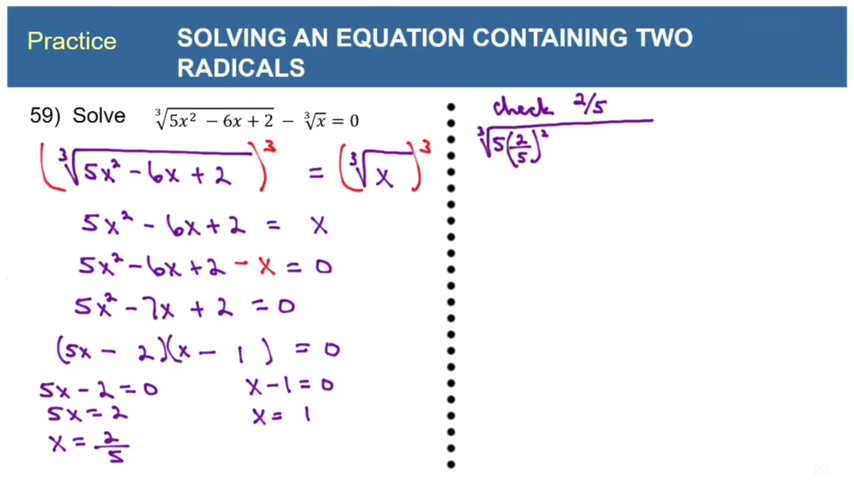 Practice
SOLVING AN EQUATION CONTAINING TWO
RADICALS
59) Solve ∛(5x² − 6x + 2) − ∛x = 0
(∛(5x² − 6x + 2))³ = (∛x)³
5x² − 6x + 2 = x
5x² − 6x + 2 − x = 0
5x² − 7x + 2 = 0
(5x − 2)(x − 1) = 0
5x − 2 = 0
5x = 2
x = 2/5
x − 1 = 0
x = 1
check 2/5
∛(5(2/5)²
20